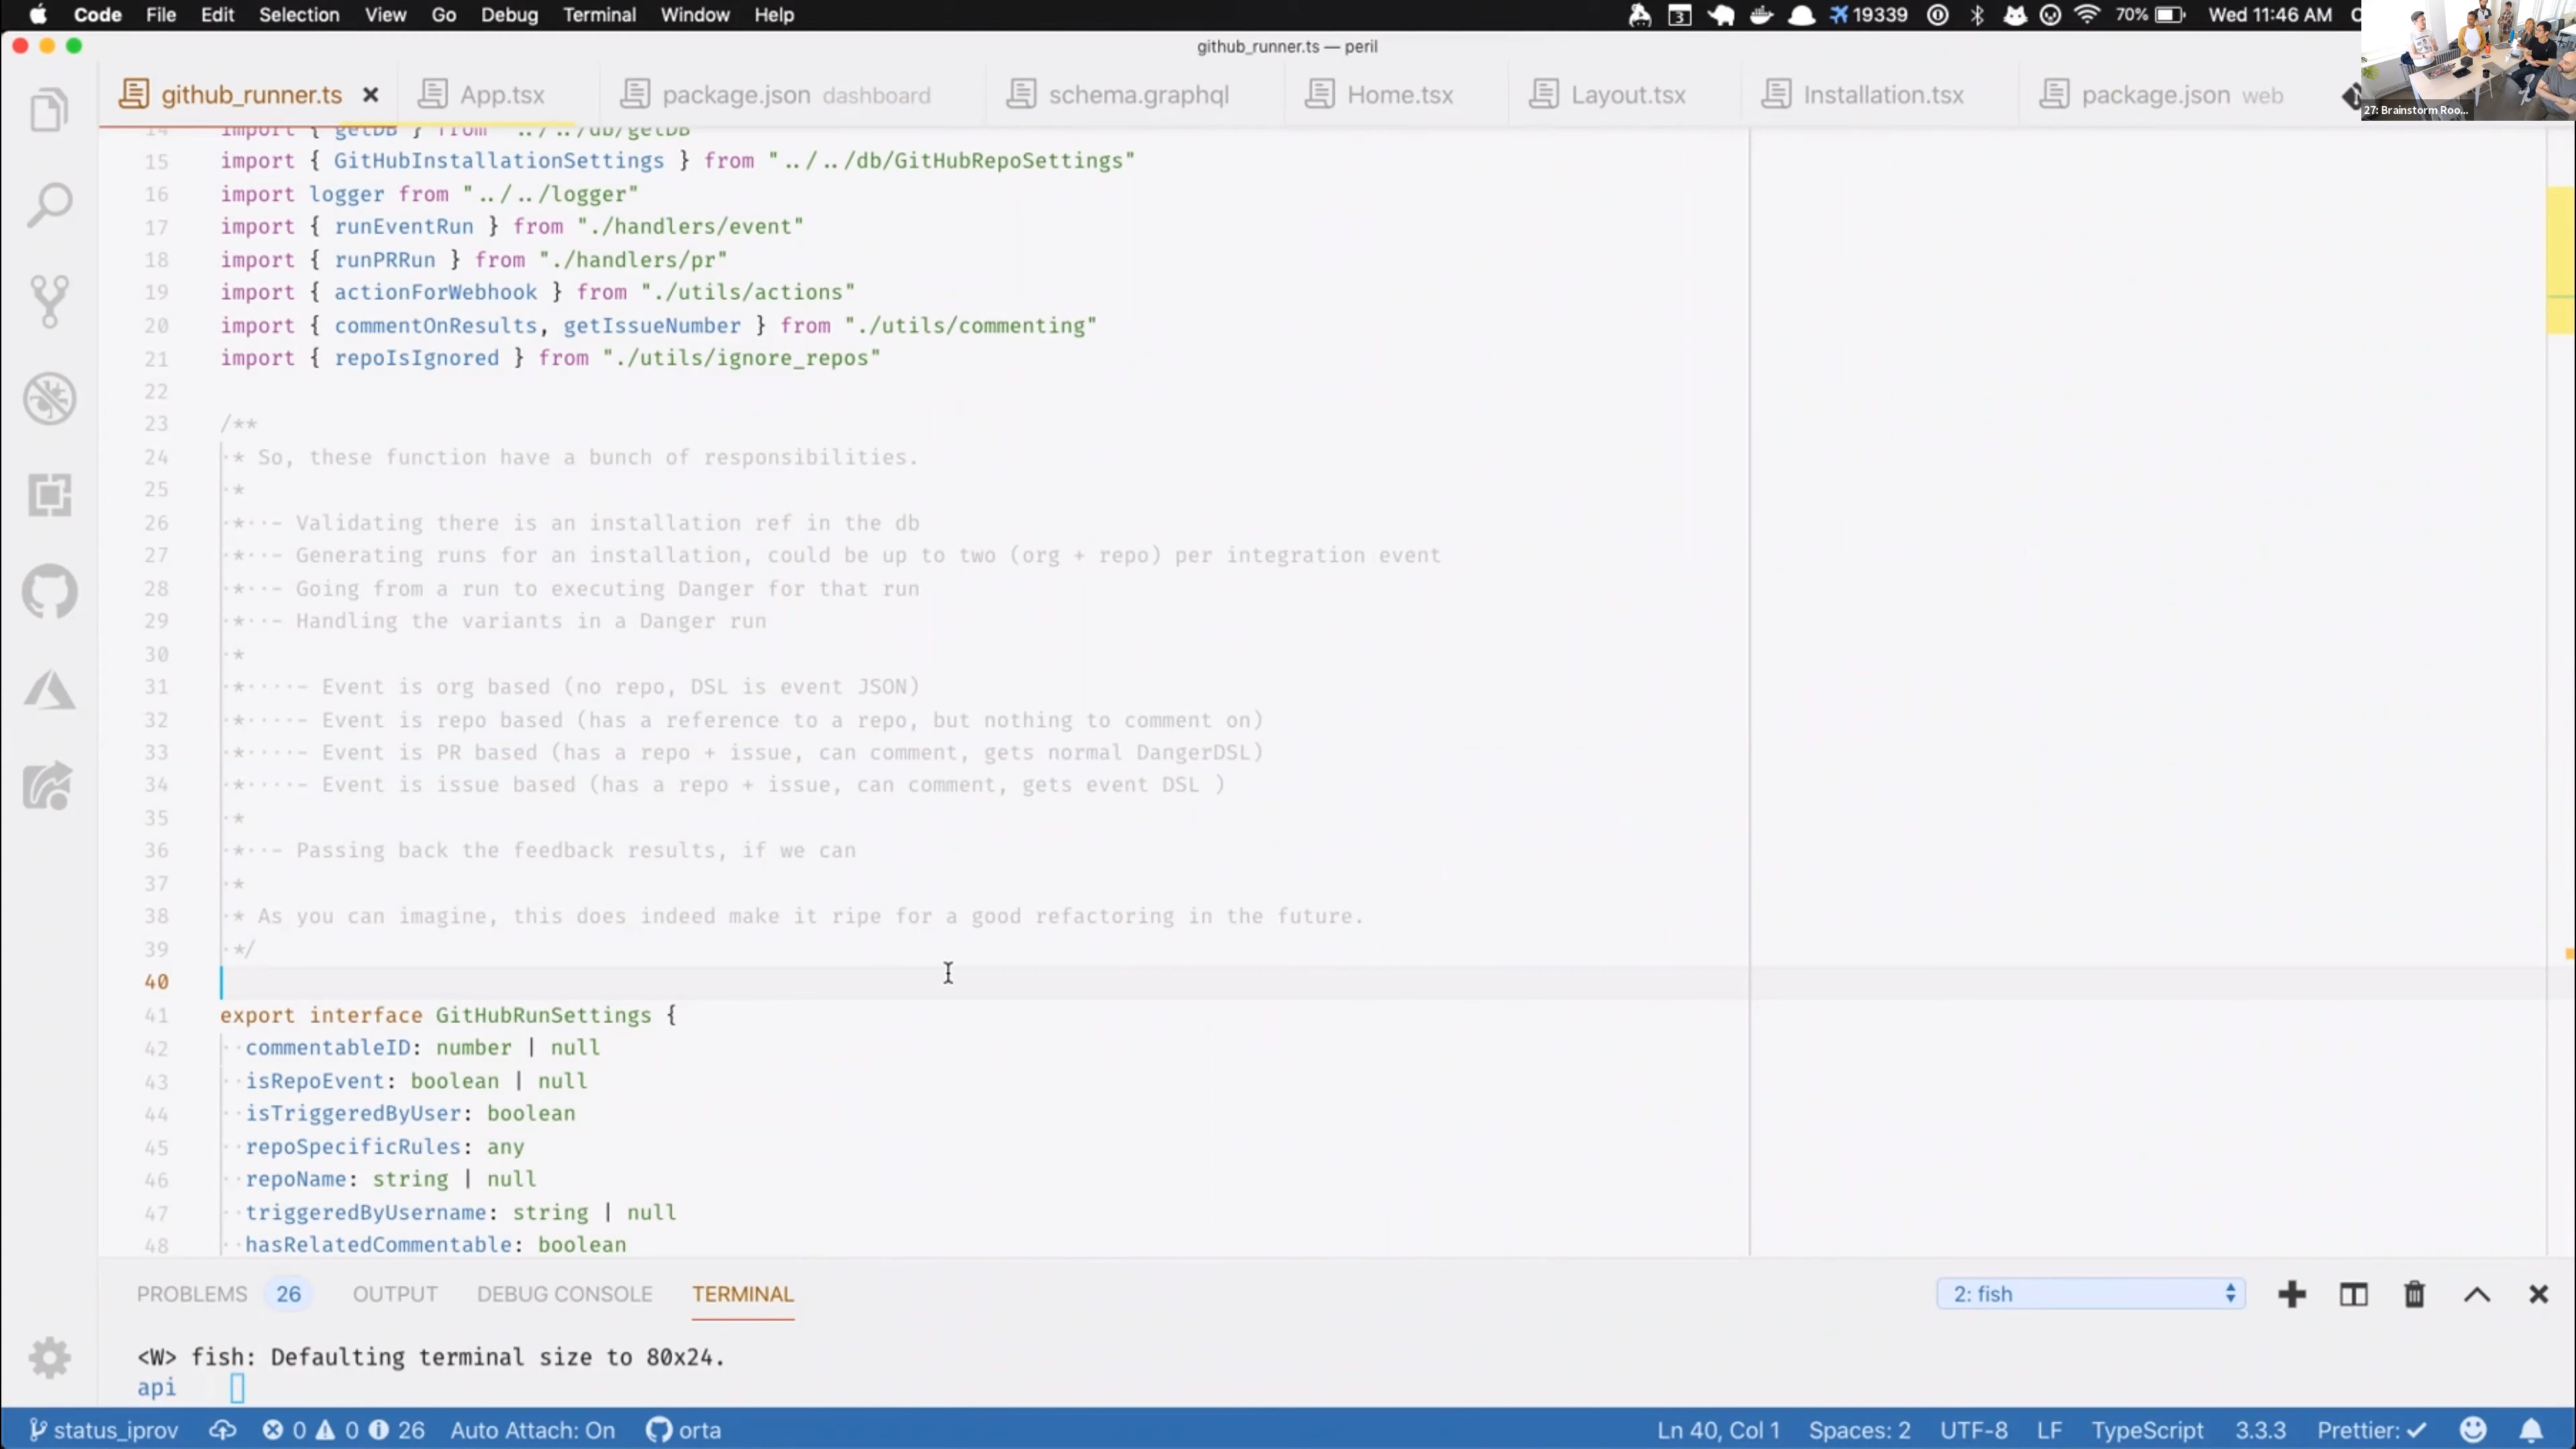 Code File Edit Selection View Go Debug Terminal Window Help 3 19339 70% Wed 11:46 AM
github_runner.ts — peril
27: Brainstorm Roo...
github_runner.ts App.tsx package.json dashboard schema.graphql Home.tsx Layout.tsx Installation.tsx package.json web
14 import { getDB } from "../../db/getDB"
15 import { GitHubInstallationSettings } from "../../db/GitHubRepoSettings"
16 import logger from "../../logger"
17 import { runEventRun } from "./handlers/event"
18 import { runPRRun } from "./handlers/pr"
19 import { actionForWebhook } from "./utils/actions"
20 import { commentOnResults, getIssueNumber } from "./utils/commenting"
21 import { repoIsIgnored } from "./utils/ignore_repos"
22
23 /**
24 ·* So, these function have a bunch of responsibilities.
25 ·*
26 ·*··- Validating there is an installation ref in the db
27 ·*··- Generating runs for an installation, could be up to two (org + repo) per integration event
28 ·*··- Going from a run to executing Danger for that run
29 ·*··- Handling the variants in a Danger run
30 ·*
31 ·*····- Event is org based (no repo, DSL is event JSON)
32 ·*····- Event is repo based (has a reference to a repo, but nothing to comment on)
33 ·*····- Event is PR based (has a repo + issue, can comment, gets normal DangerDSL)
34 ·*····- Event is issue based (has a repo + issue, can comment, gets event DSL )
35 ·*
36 ·*··- Passing back the feedback results, if we can
37 ·*
38 ·* As you can imagine, this does indeed make it ripe for a good refactoring in the future.
39 ·*/
40
41 export interface GitHubRunSettings {
42 ··commentableID: number | null
43 ··isRepoEvent: boolean | null
44 ··isTriggeredByUser: boolean
45 ··repoSpecificRules: any
46 ··repoName: string | null
47 ··triggeredByUsername: string | null
48 ··hasRelatedCommentable: boolean
PROBLEMS 26 OUTPUT DEBUG CONSOLE TERMINAL 2: fish
<W> fish: Defaulting terminal size to 80x24.
api
status_iprov 0 0 26 Auto Attach: On orta Ln 40, Col 1 Spaces: 2 UTF-8 LF TypeScript 3.3.3 Prettier: ✓